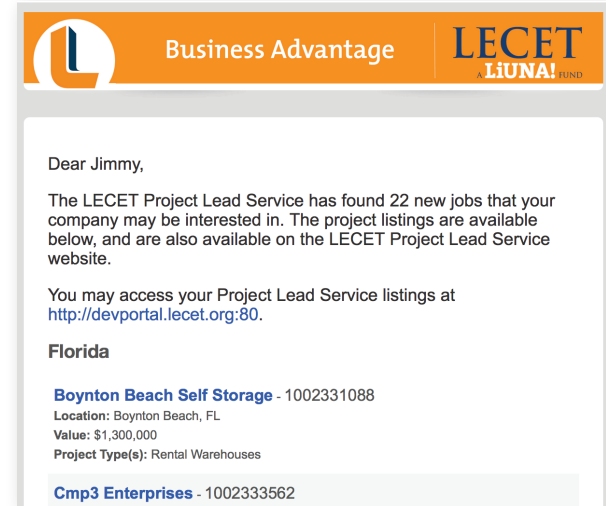 Business Advantage
LECET
A LiUNA! FUND
Dear Jimmy,
The LECET Project Lead Service has found 22 new jobs that your
company may be interested in. The project listings are available
below, and are also available on the LECET Project Lead Service
website.
You may access your Project Lead Service listings at
http://devportal.lecet.org:80.
Florida
Boynton Beach Self Storage - 1002331088
Location: Boynton Beach, FL
Value: $1,300,000
Project Type(s): Rental Warehouses
Cmp3 Enterprises - 1002333562